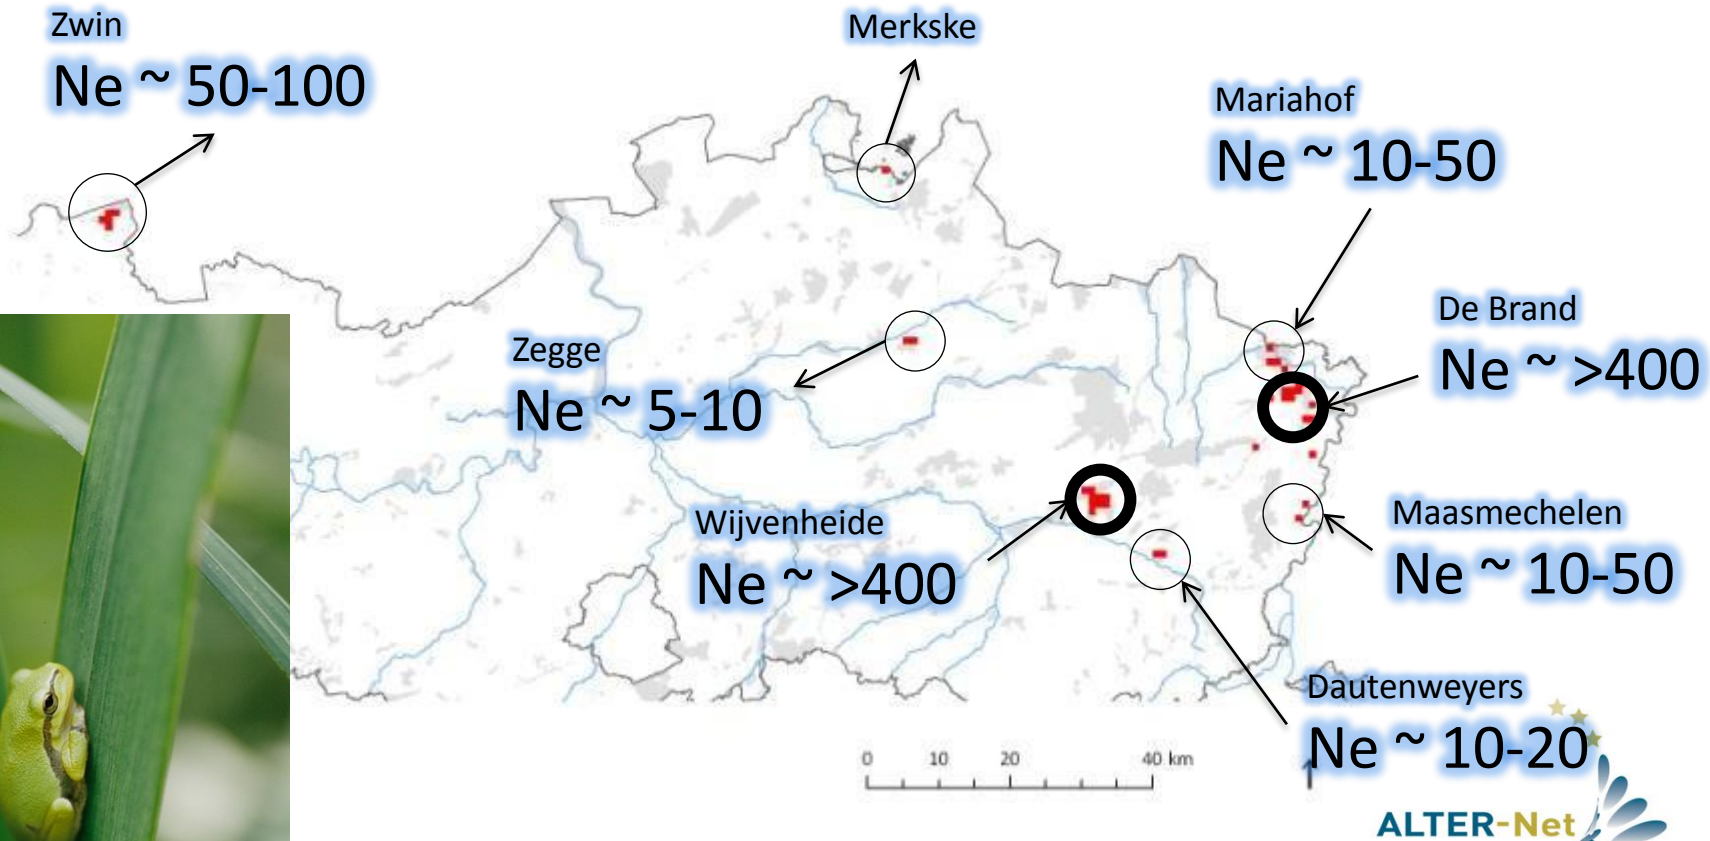 Zwin
Ne ~ 50-100
Merkske
Mariahof
Ne ~ 10-50
De Brand
Ne ~ >400
Zegge
Ne ~ 5-10
Wijvenheide
Ne ~ >400
Maasmechelen
Ne ~ 10-50
Dautenweyers
Ne ~ 10-20
0 10 20 40 km
ALTER-Net